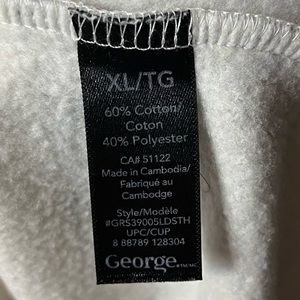 XL/TG
60% Cotton/
Coton
40% Polyester
CA# 51122
Made in Cambodia/
Fabriqué au
Cambodge
Style/Modèle
#GRS39005LDSTH
UPC/CUP
8 88789 128304
George.